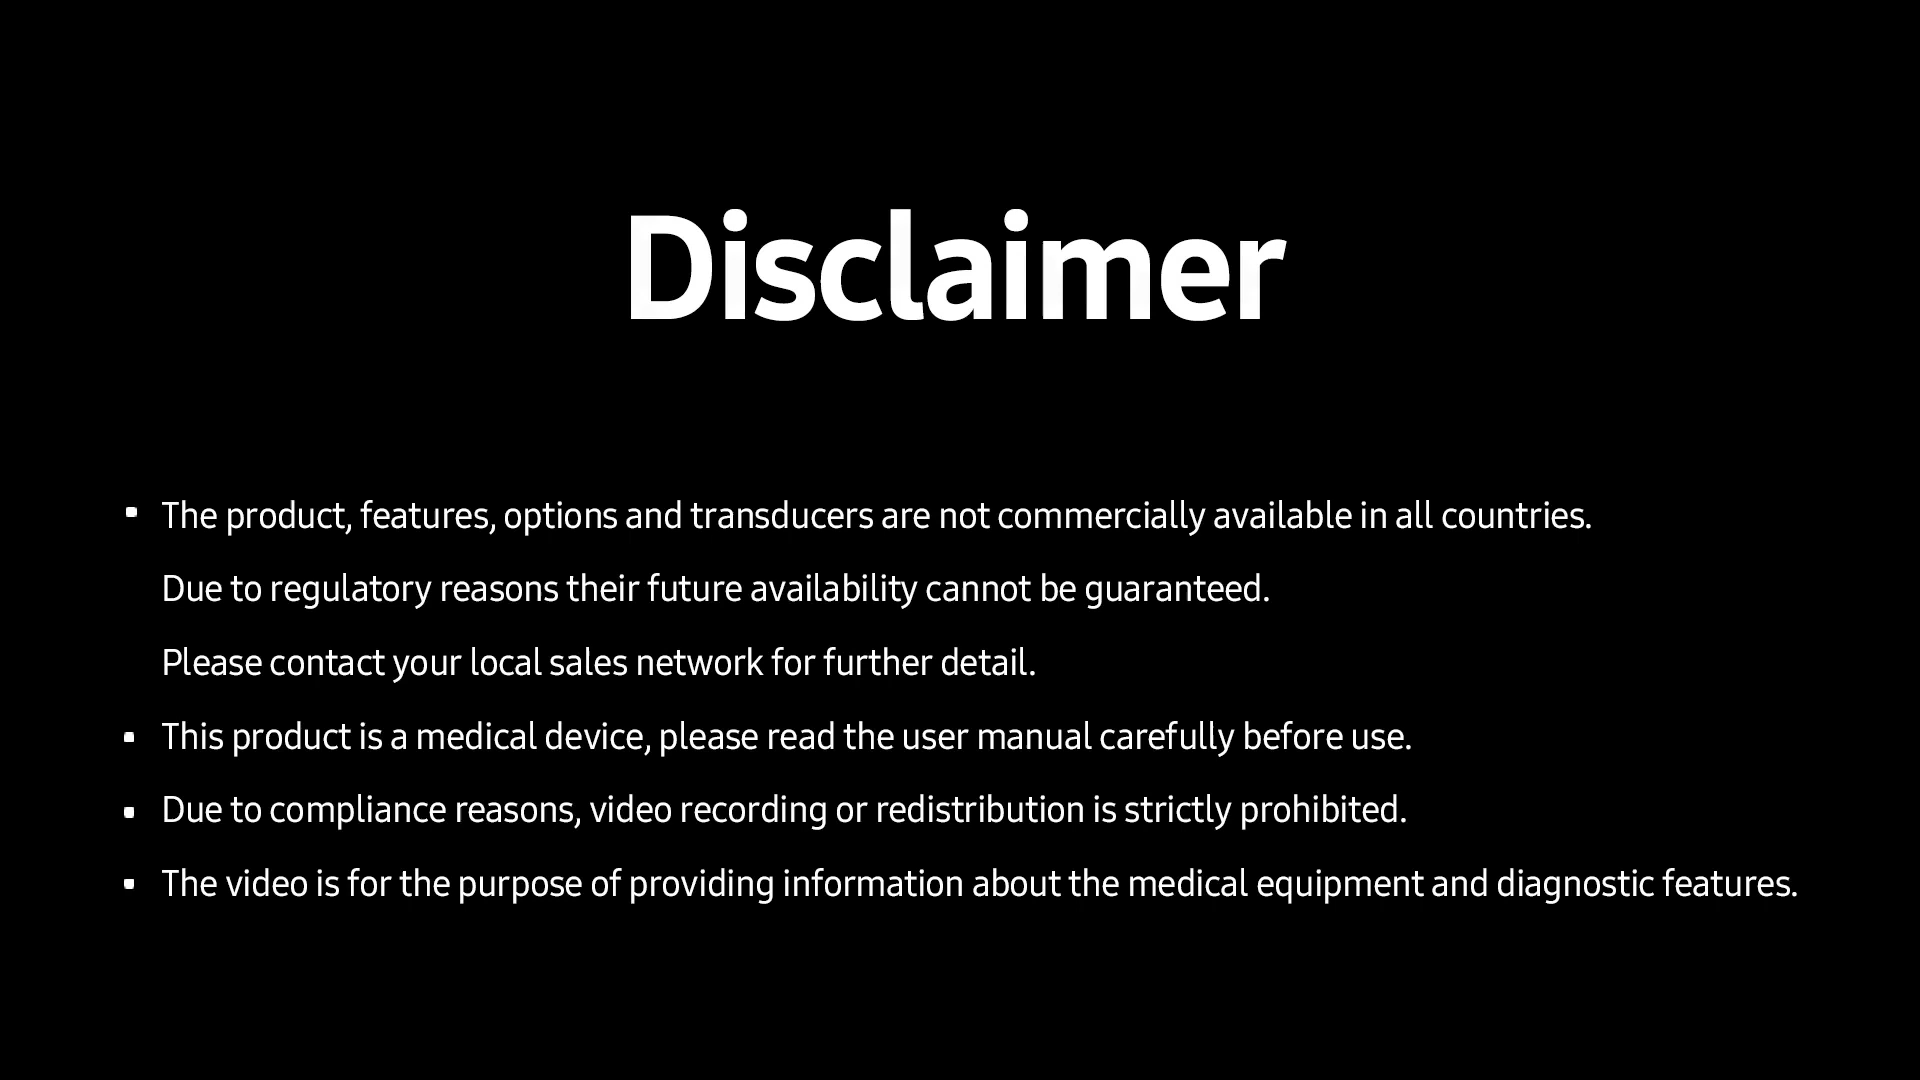 Disclaimer
▪ The product, features, options and transducers are not commercially available in all countries.
Due to regulatory reasons their future availability cannot be guaranteed.
Please contact your local sales network for further detail.
▪ This product is a medical device, please read the user manual carefully before use.
▪ Due to compliance reasons, video recording or redistribution is strictly prohibited.
▪ The video is for the purpose of providing information about the medical equipment and diagnostic features.